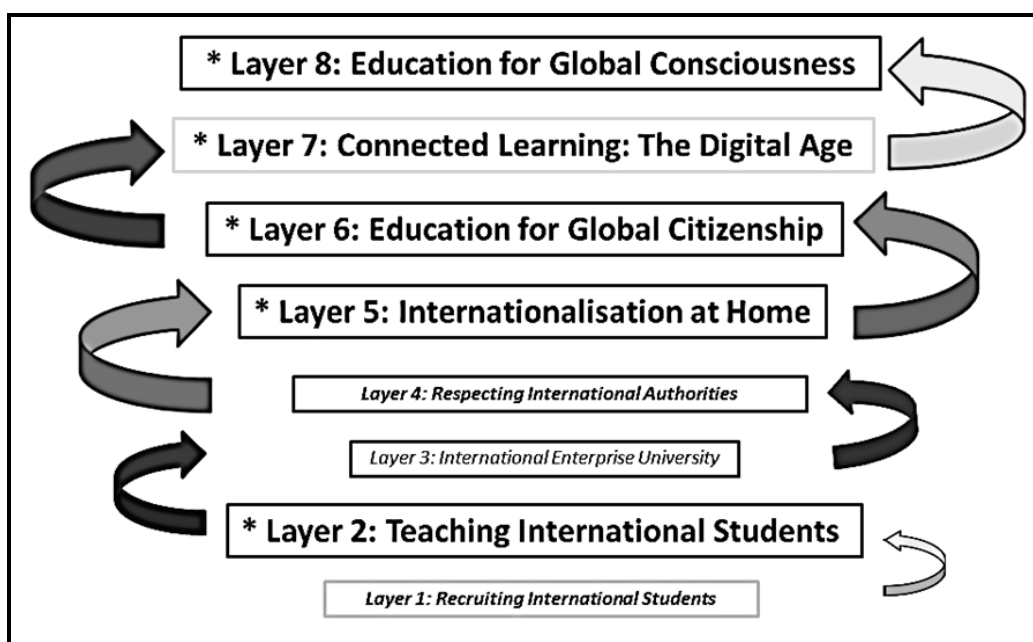 * Layer 8: Education for Global Consciousness
* Layer 7: Connected Learning: The Digital Age
* Layer 6: Education for Global Citizenship
* Layer 5: Internationalisation at Home
Layer 4: Respecting International Authorities
Layer 3: International Enterprise University
* Layer 2: Teaching International Students
Layer 1: Recruiting International Students